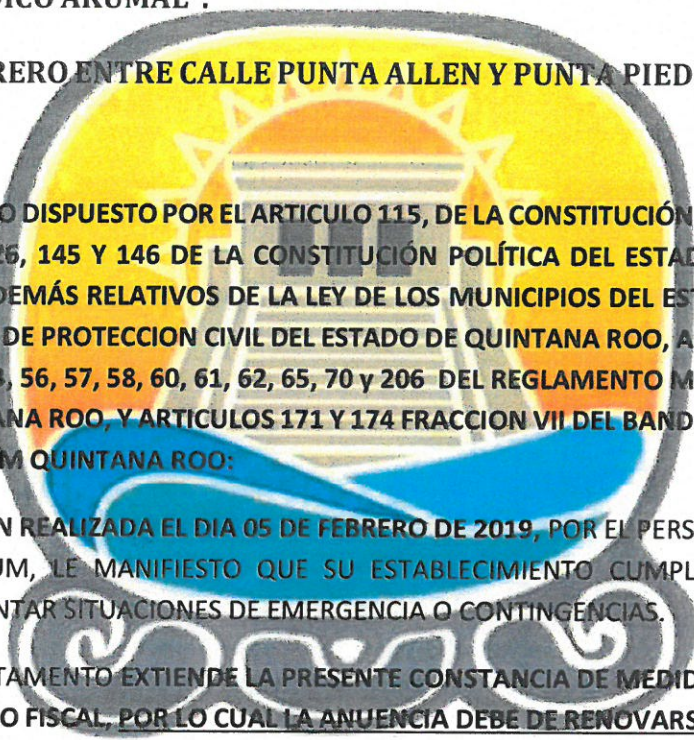 DICO AKUMAL".
RERO ENTRE CALLE PUNTA ALLEN Y PUNTA PIED
O DISPUESTO POR EL ARTICULO 115, DE LA CONSTITUCIÓN
26, 145 Y 146 DE LA CONSTITUCIÓN POLÍTICA DEL ESTAD
DEMÁS RELATIVOS DE LA LEY DE LOS MUNICIPIOS DEL EST
DE PROTECCION CIVIL DEL ESTADO DE QUINTANA ROO, A
56, 57, 58, 60, 61, 62, 65, 70 y 206 DEL REGLAMENTO M
ANA ROO, Y ARTICULOS 171 Y 174 FRACCION VII DEL BAND
M QUINTANA ROO:
N REALIZADA EL DIA 05 DE FEBRERO DE 2019, POR EL PERS
UM, LE MANIFIESTO QUE SU ESTABLECIMIENTO CUMPL
NTAR SITUACIONES DE EMERGENCIA O CONTINGENCIAS.
TAMENTO EXTIENDE LA PRESENTE CONSTANCIA DE MEDID
O FISCAL, POR LO CUAL LA ANUENCIA DEBE DE RENOVARS